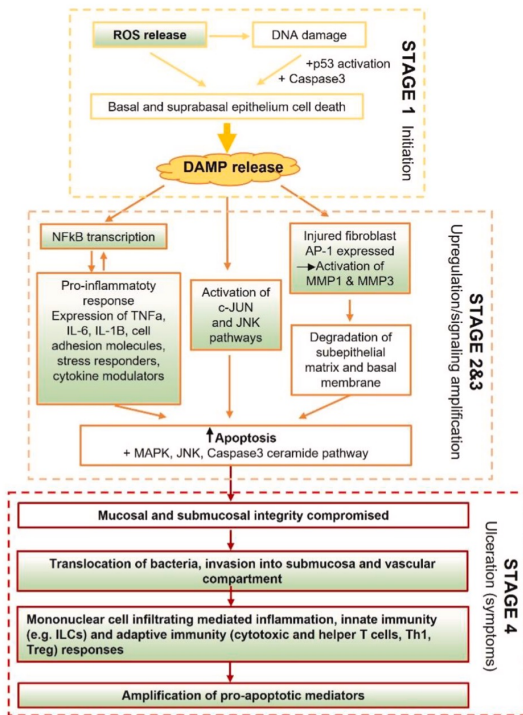 ROS release
DNA damage
+p53 activation
+ Caspase3
Basal and suprabasal epithelium cell death
DAMP release
STAGE 1
Initiation
NFkB transcription
Pro-inflammatoty
response
Expression of TNFa,
IL-6, IL-1B, cell
adhesion molecules,
stress responders,
cytokine modulators
Activation of
c-JUN
and JNK
pathways
Injured fibroblast
AP-1 expressed
Activation of
MMP1 & MMP3
Degradation of
subepithelial
matrix and basal
membrane
Apoptosis
+ MAPK, JNK, Caspase3 ceramide pathway
STAGE 2&3
Upregulation/signaling amplification
Mucosal and submucosal integrity compromised
Translocation of bacteria, invasion into submucosa and vascular
compartment
Mononuclear cell infiltrating mediated inflammation, innate immunity
(e.g. ILCs) and adaptive immunity (cytotoxic and helper T cells, Th1,
Treg) responses
Amplification of pro-apoptotic mediators
STAGE 4
Ulceration (symptoms)